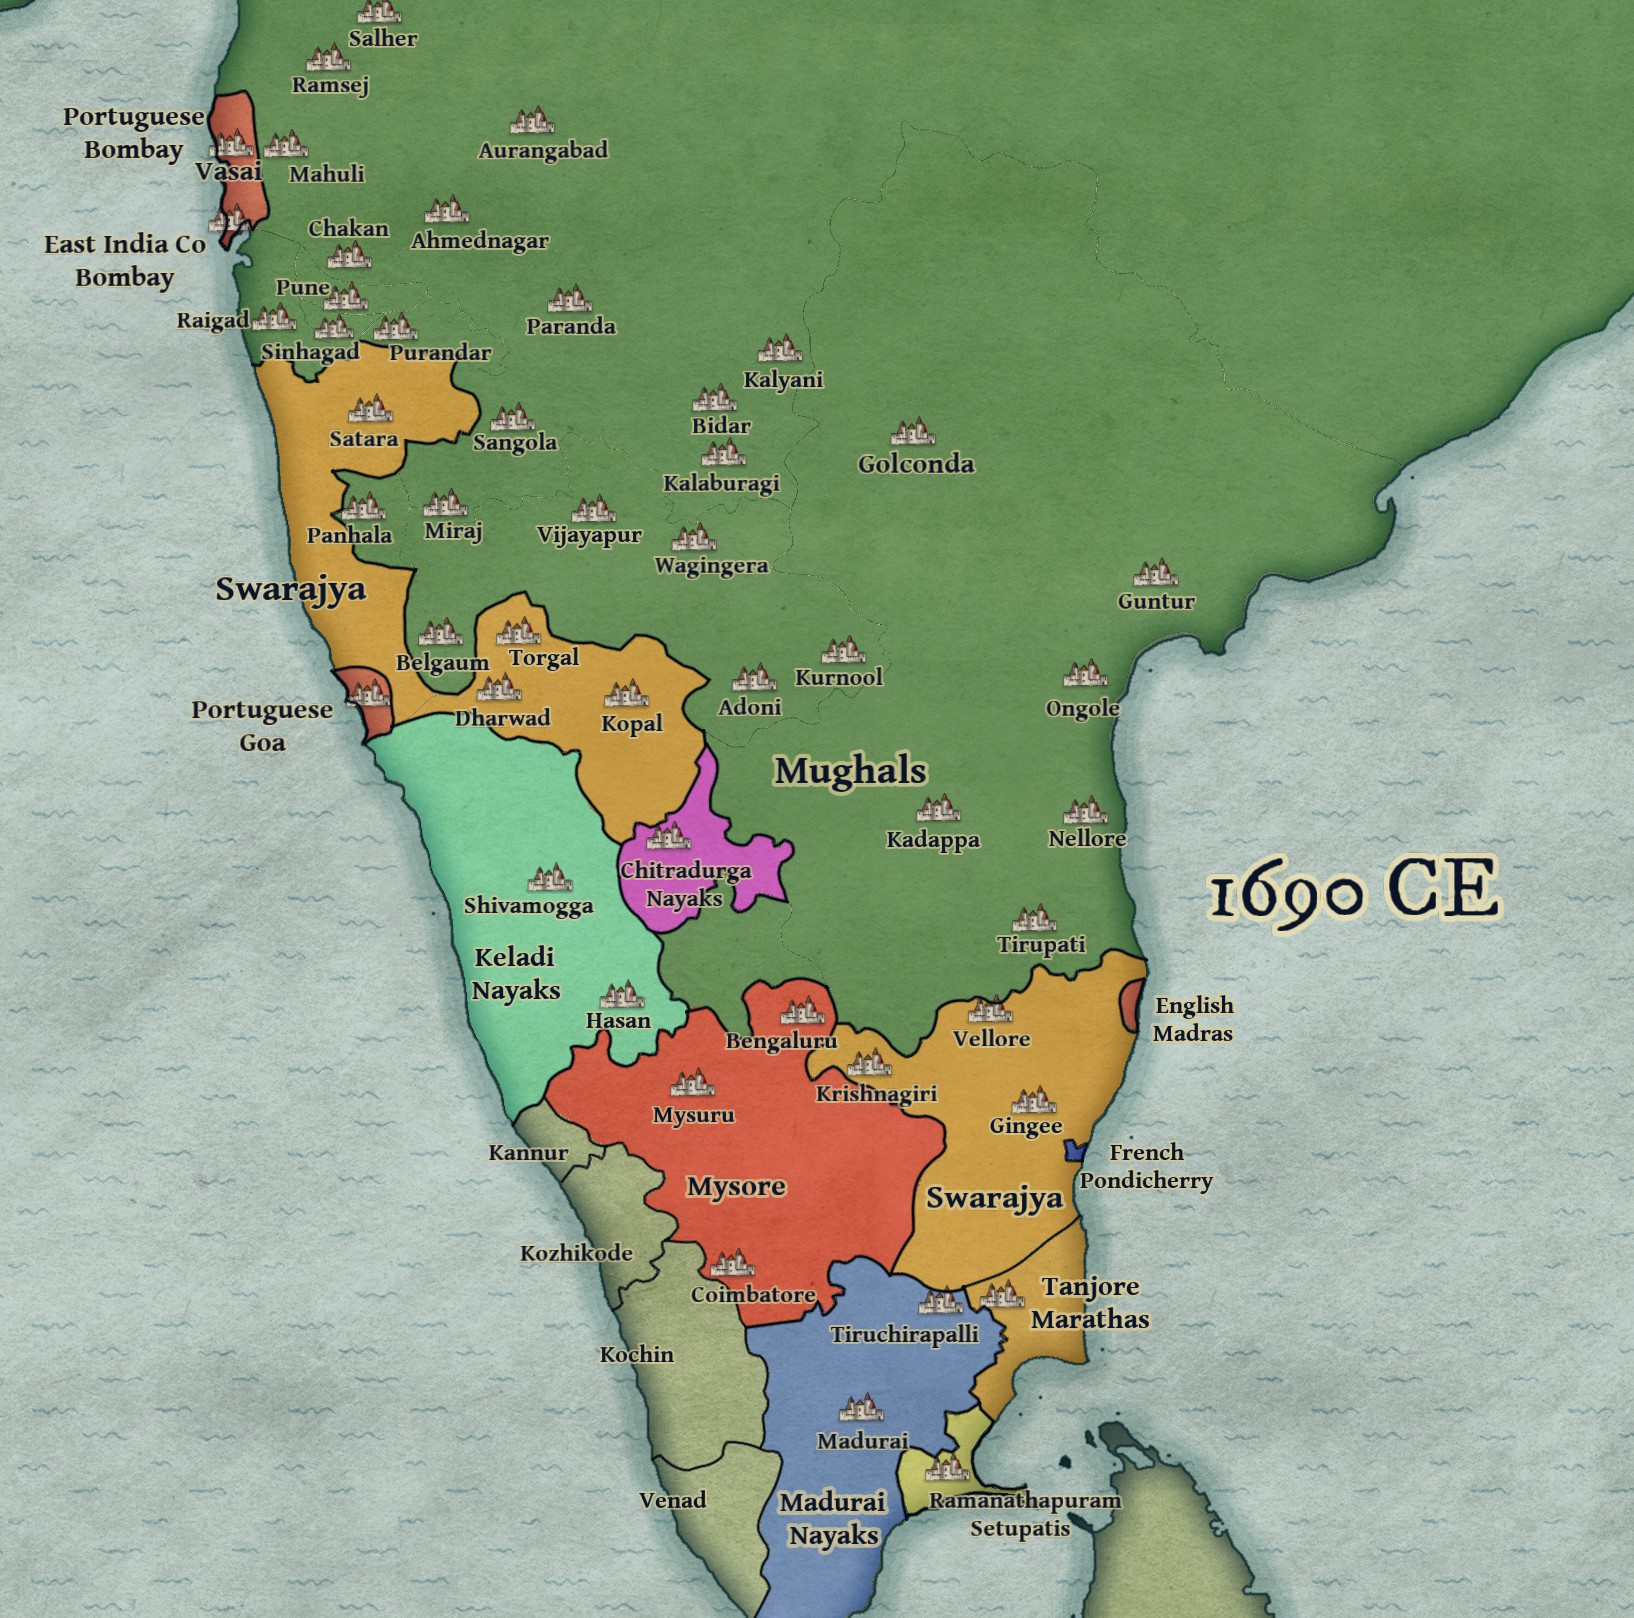 Salher
Ramsej
Portuguese
Bombay
Vasai
Mahuli
Aurangabad
Chakan
Ahmednagar
East India Co
Bombay
Pune
Raigad
Sinhagad
Purandar
Paranda
Kalyani
Bidar
Satara
Sangola
Kalaburagi
Golconda
Panhala
Miraj
Vijayapur
Wagingera
Swarajya
Guntur
Belgaum
Torgal
Kurnool
Portuguese
Goa
Dharwad
Kopal
Adoni
Ongole
Mughals
Kadappa
Nellore
1690 CE
Chitradurga
Nayaks
Shivamogga
Keladi
Nayaks
Tirupati
Hasan
Bengaluru
Vellore
English
Madras
Mysuru
Krishnagiri
Gingee
Kannur
French
Pondicherry
Mysore
Swarajya
Kozhikode
Coimbatore
Tanjore
Marathas
Tiruchirapalli
Kochin
Madurai
Venad
Madurai
Nayaks
Ramanathapuram
Setupatis